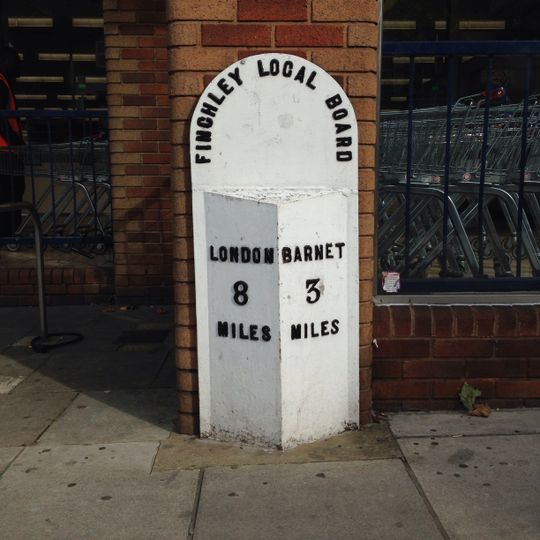 FINCHLEY LOCAL BOARD
LONDON
8
MILES
BARNET
3
MILES